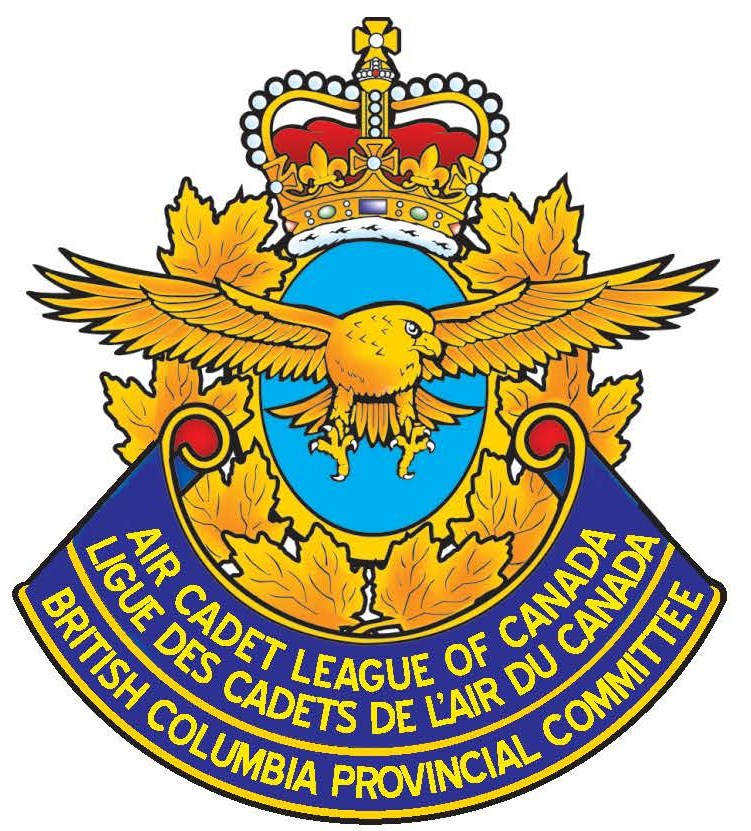 AIR CADET LEAGUE OF CANADA
LIGUE DES CADETS DE L'AIR DU CANADA
BRITISH COLUMBIA PROVINCIAL COMMITTEE